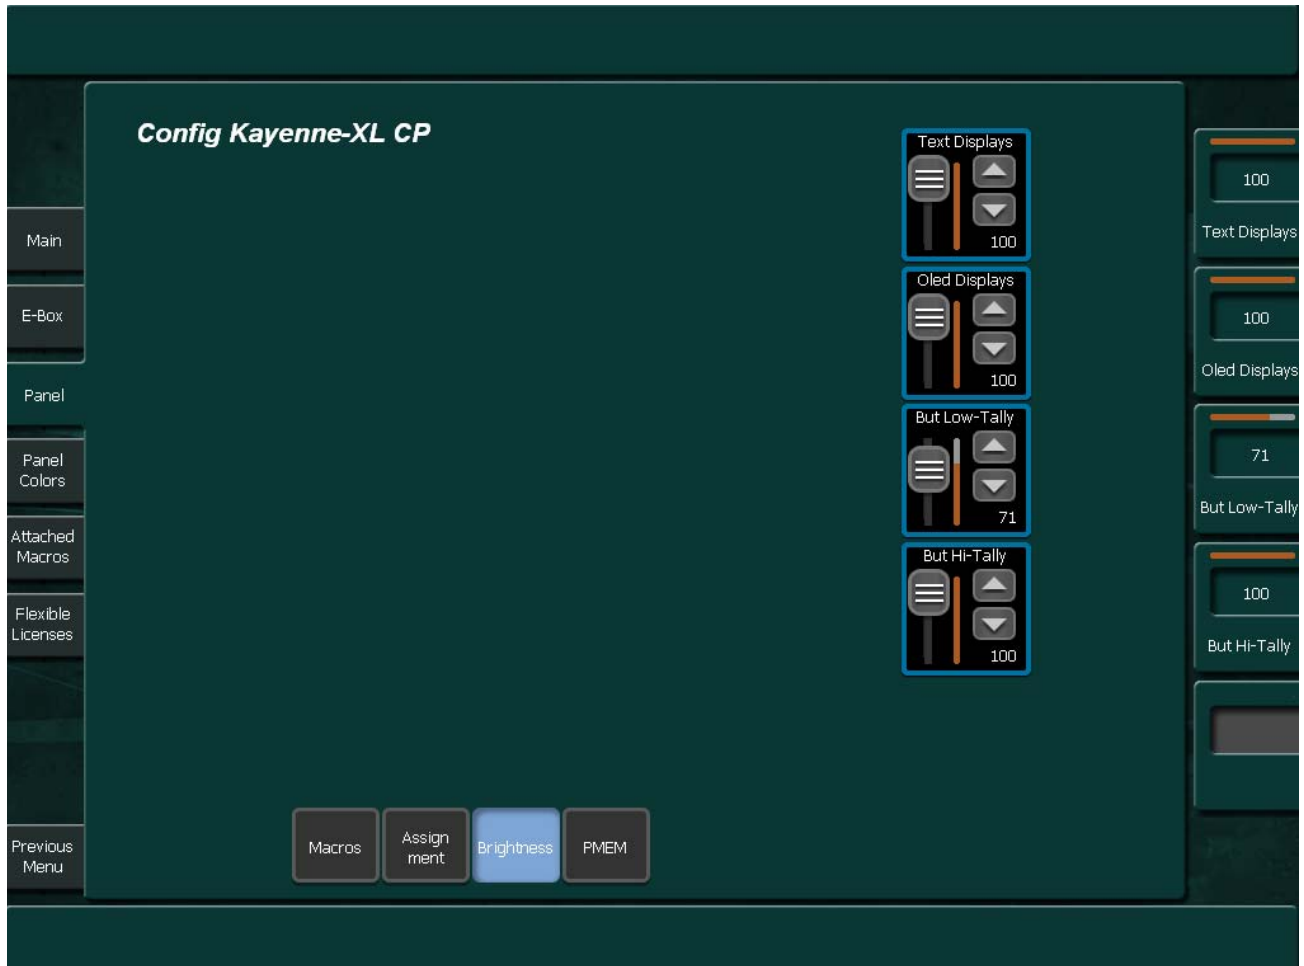 Config Kayenne-XL CP
Main
E-Box
Panel
Panel
Colors
Attached
Macros
Flexible
Licenses
Previous
Menu
Text Displays
100
Oled Displays
100
But Low-Tally
71
But Hi-Tally
100
Macros
Assign
ment
Brightness
PMEM
100
Text Displays
100
Oled Displays
71
But Low-Tally
100
But Hi-Tally